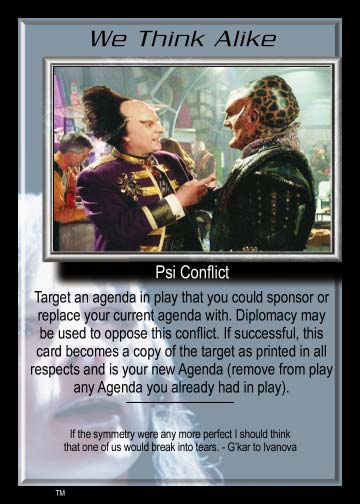 We Think Alike
Psi Conflict
Target an agenda in play that you could sponsor or
replace your current agenda with. Diplomacy may
be used to oppose this conflict. If successful, this
card becomes a copy of the target as printed in all
respects and is your new Agenda (remove from play
any Agenda you already had in play).
If the symmetry were any more perfect I should think
that one of us would break into tears. - G'kar to Ivanova
TM